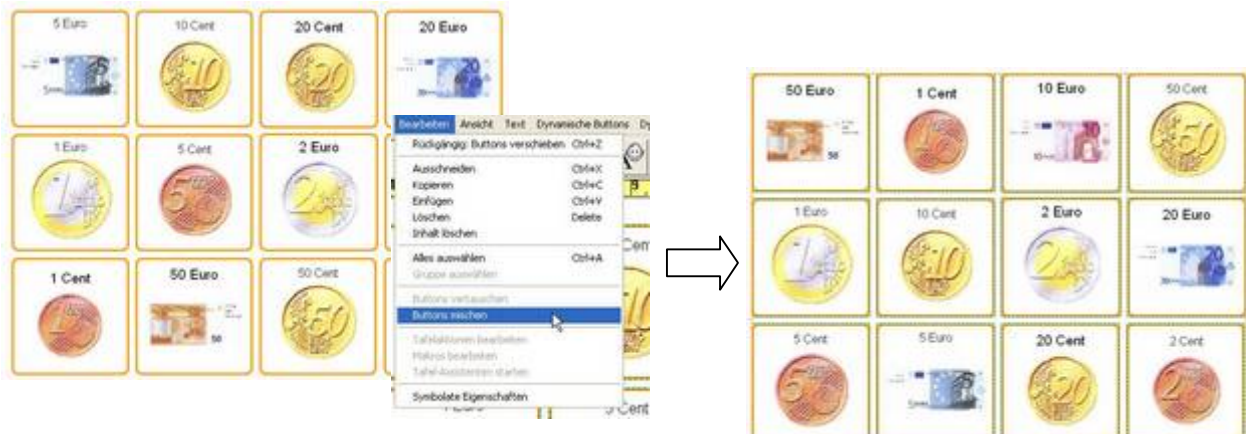 5 Euro
10 Cent
20 Cent
20 Euro
1 Euro
5 Cent
2 Euro
1 Cent
50 Euro
50 Cent
Bearbeiten Ansicht Text Dynamische Buttons
Rückgängig: Buttons verschieben Ctrl+Z
Ausschneiden Ctrl+X
Kopieren Ctrl+C
Einfügen Ctrl+V
Löschen Delete
Inhalt löschen
Alles auswählen Ctrl+A
Gruppe auswählen
Buttons vertauschen
Buttons mischen
Tafelaktionen bearbeiten
Makros bearbeiten
Tafel-Assistenten starten
Symbolate Eigenschaften
1 Euro
5 Cent
50 Euro
1 Cent
10 Euro
50 Cent
1 Euro
10 Cent
2 Euro
20 Euro
5 Cent
5 Euro
20 Cent
2 Cent